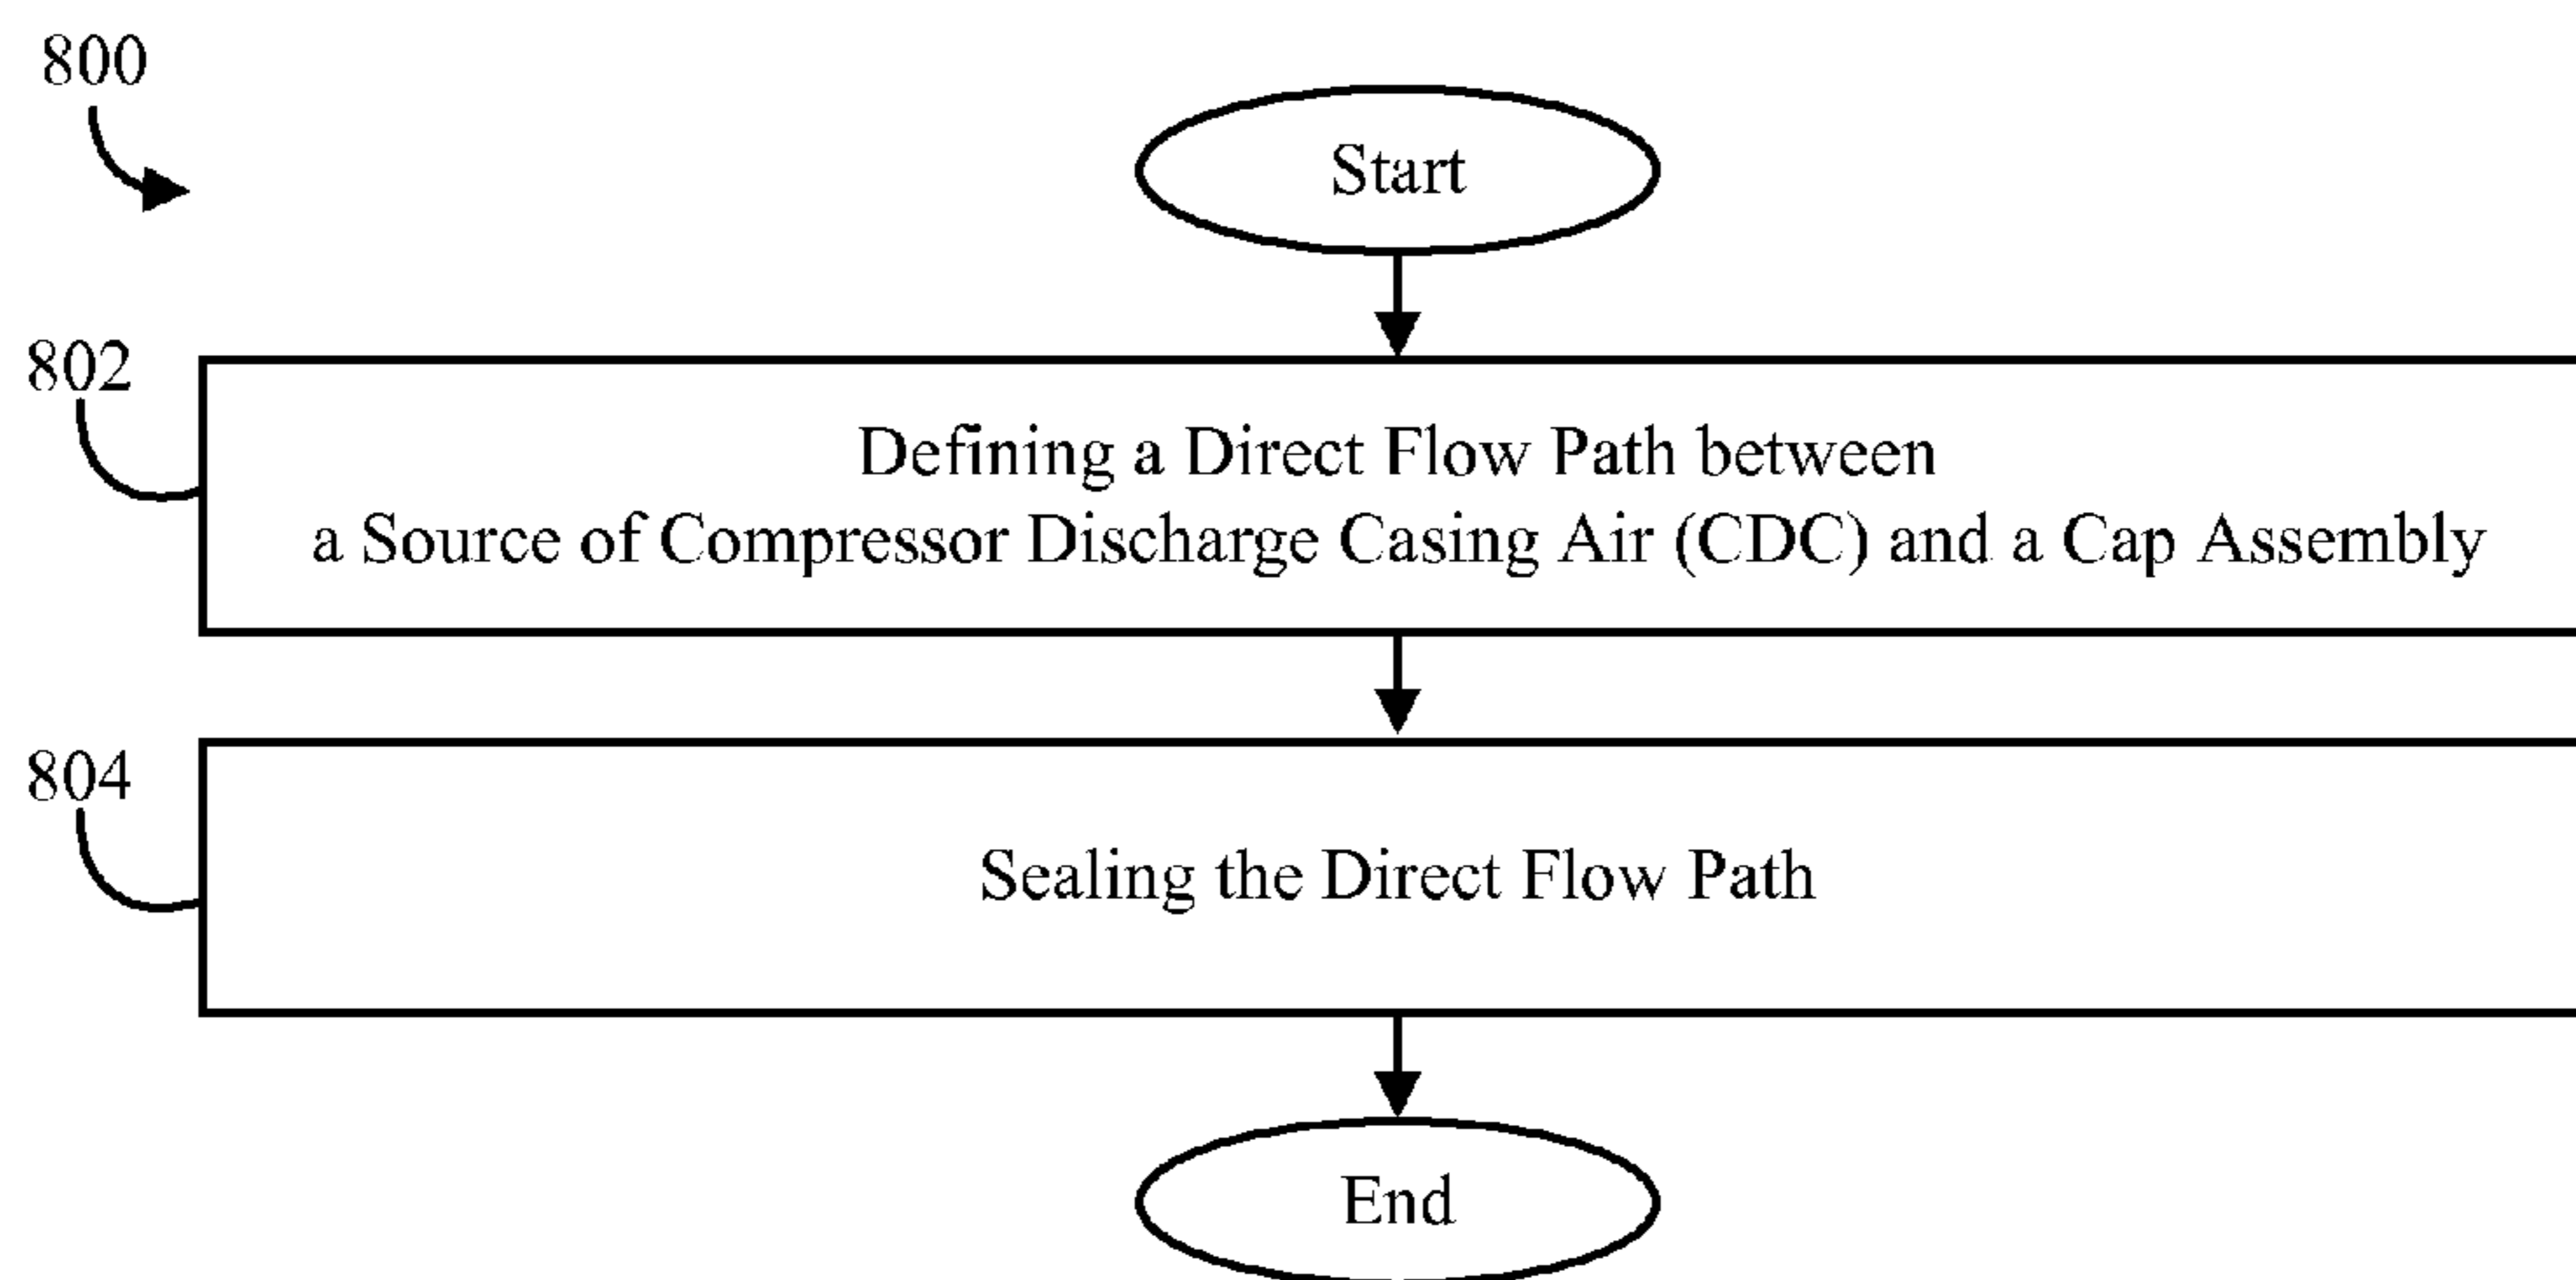 800
Start
802
Defining a Direct Flow Path between
a Source of Compressor Discharge Casing Air (CDC) and a Cap Assembly
804
Sealing the Direct Flow Path
End